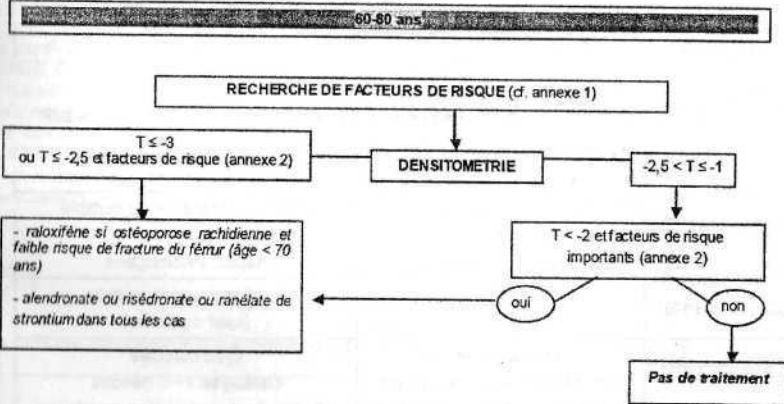 60-80 ans
RECHERCHE DE FACTEURS DE RISQUE (cf. annexe 1)
T ≤ -3
ou T ≤ -2,5 et facteurs de risque (annexe 2)
DENSITOMETRIE
-2,5 < T ≤ -1
- raloxifène si ostéoporose rachidienne et
faible risque de fracture du fémur (âge < 70
ans)
- alendronate ou risédronate ou ranélate de
strontium dans tous les cas
T < -2 et facteurs de risque
importants (annexe 2)
oui
non
Pas de traitement